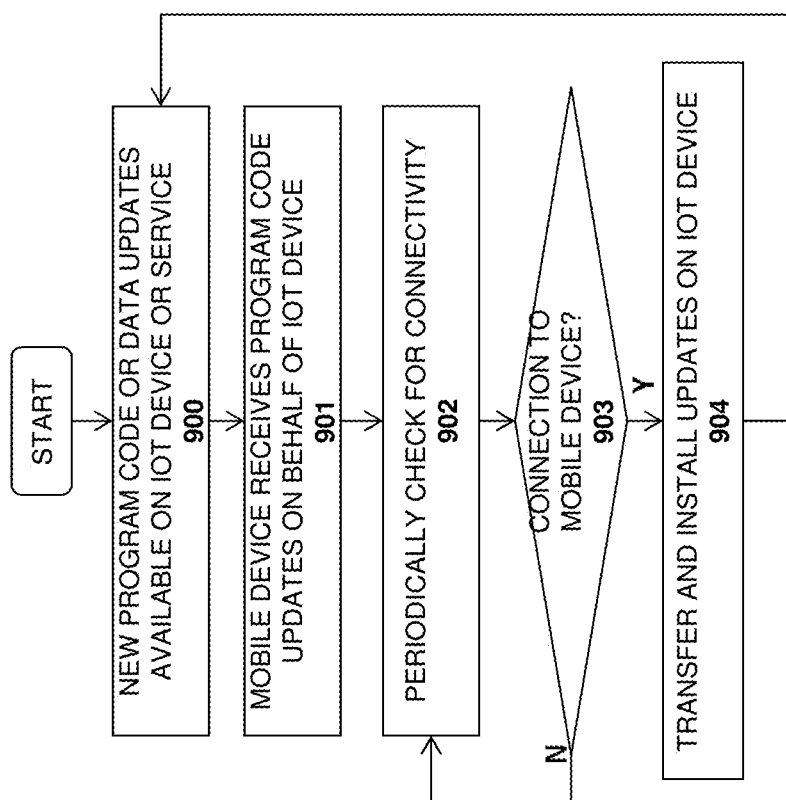 START
NEW PROGRAM CODE OR DATA UPDATES
AVAILABLE ON IOT DEVICE OR SERVICE
900
MOBILE DEVICE RECEIVES PROGRAM CODE
UPDATES ON BEHALF OF IOT DEVICE
901
PERIODICALLY CHECK FOR CONNECTIVITY
902
CONNECTION TO
MOBILE DEVICE?
903
N
Y
TRANSFER AND INSTALL UPDATES ON IOT DEVICE
904